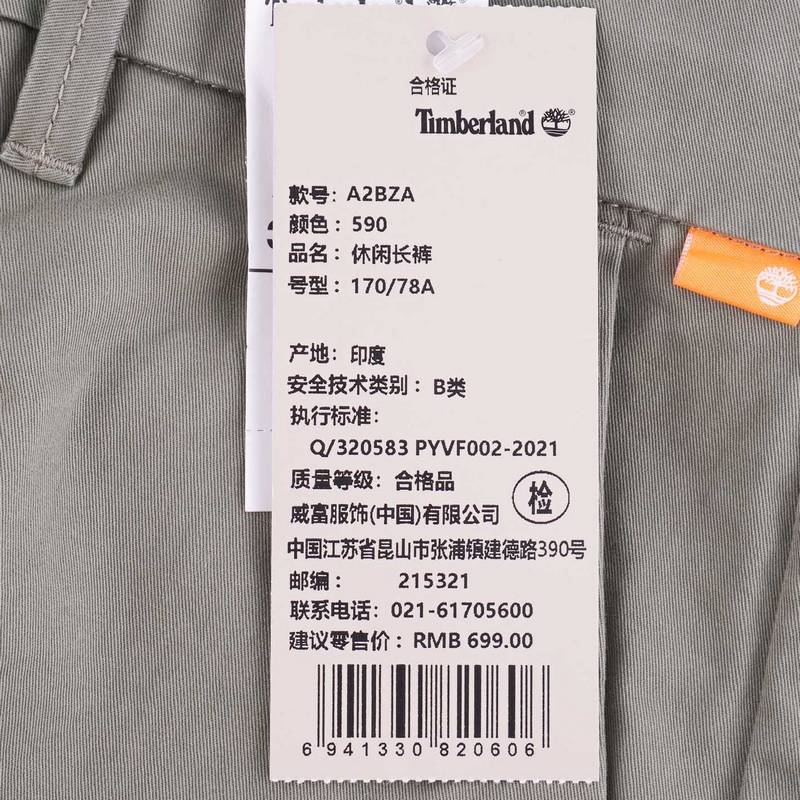 合格证
Timberland
款号: A2BZA
颜色: 590
品名: 休闲长裤
号型: 170/78A
产地: 印度
安全技术类别: B类
执行标准:
Q/320583 PYVF002-2021
质量等级: 合格品
检
威富服饰(中国)有限公司
中国江苏省昆山市张浦镇建德路390号
邮编: 215321
联系电话: 021-61705600
建议零售价: RMB 699.00
6 941330 820606